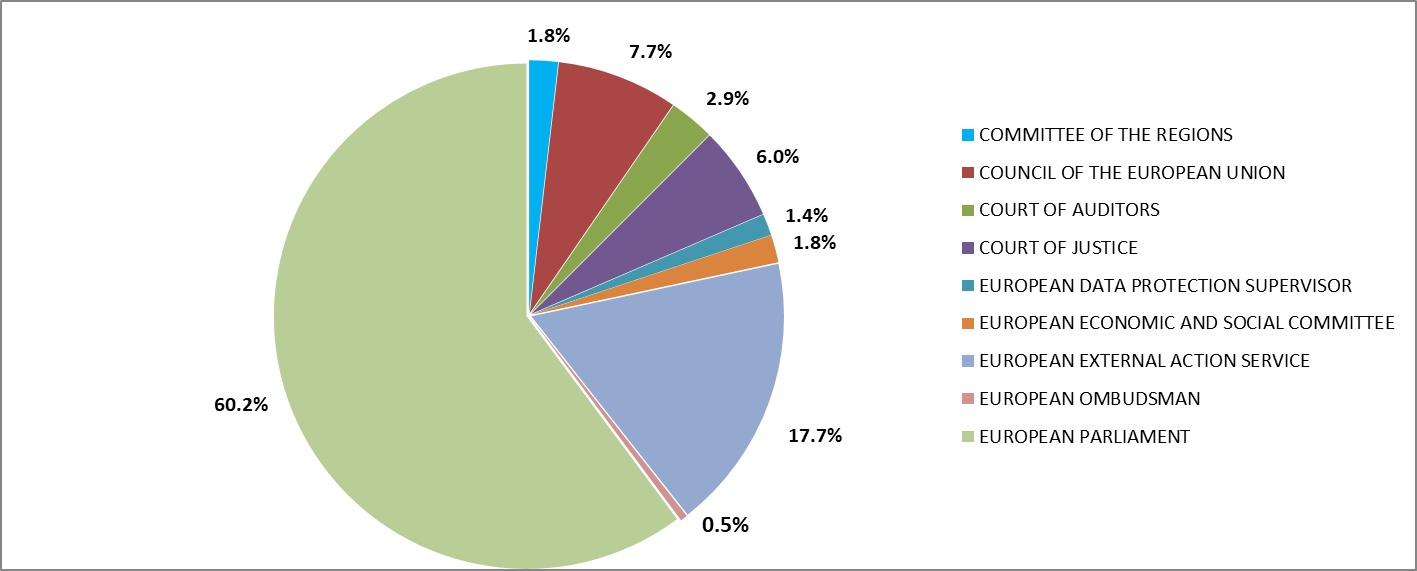 1.8%
7.7%
2.9%
6.0%
1.4%
1.8%
17.7%
0.5%
60.2%
COMMITTEE OF THE REGIONS
COUNCIL OF THE EUROPEAN UNION
COURT OF AUDITORS
COURT OF JUSTICE
EUROPEAN DATA PROTECTION SUPERVISOR
EUROPEAN ECONOMIC AND SOCIAL COMMITTEE
EUROPEAN EXTERNAL ACTION SERVICE
EUROPEAN OMBUDSMAN
EUROPEAN PARLIAMENT